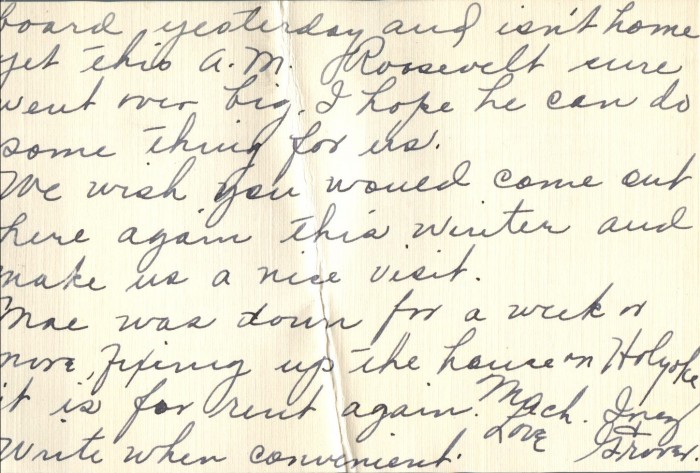 board yesterday and isn't home
yet this A.M. Roosevelt sure
went over big. I hope he can do
some thing for us.
We wish you would come out
here again this Winter and
make us a nice visit.
Mae was down for a week or
more, fixing up the house on Holyoke
it is for rent again. Much Love Inez
Write when convenient. & Grover.